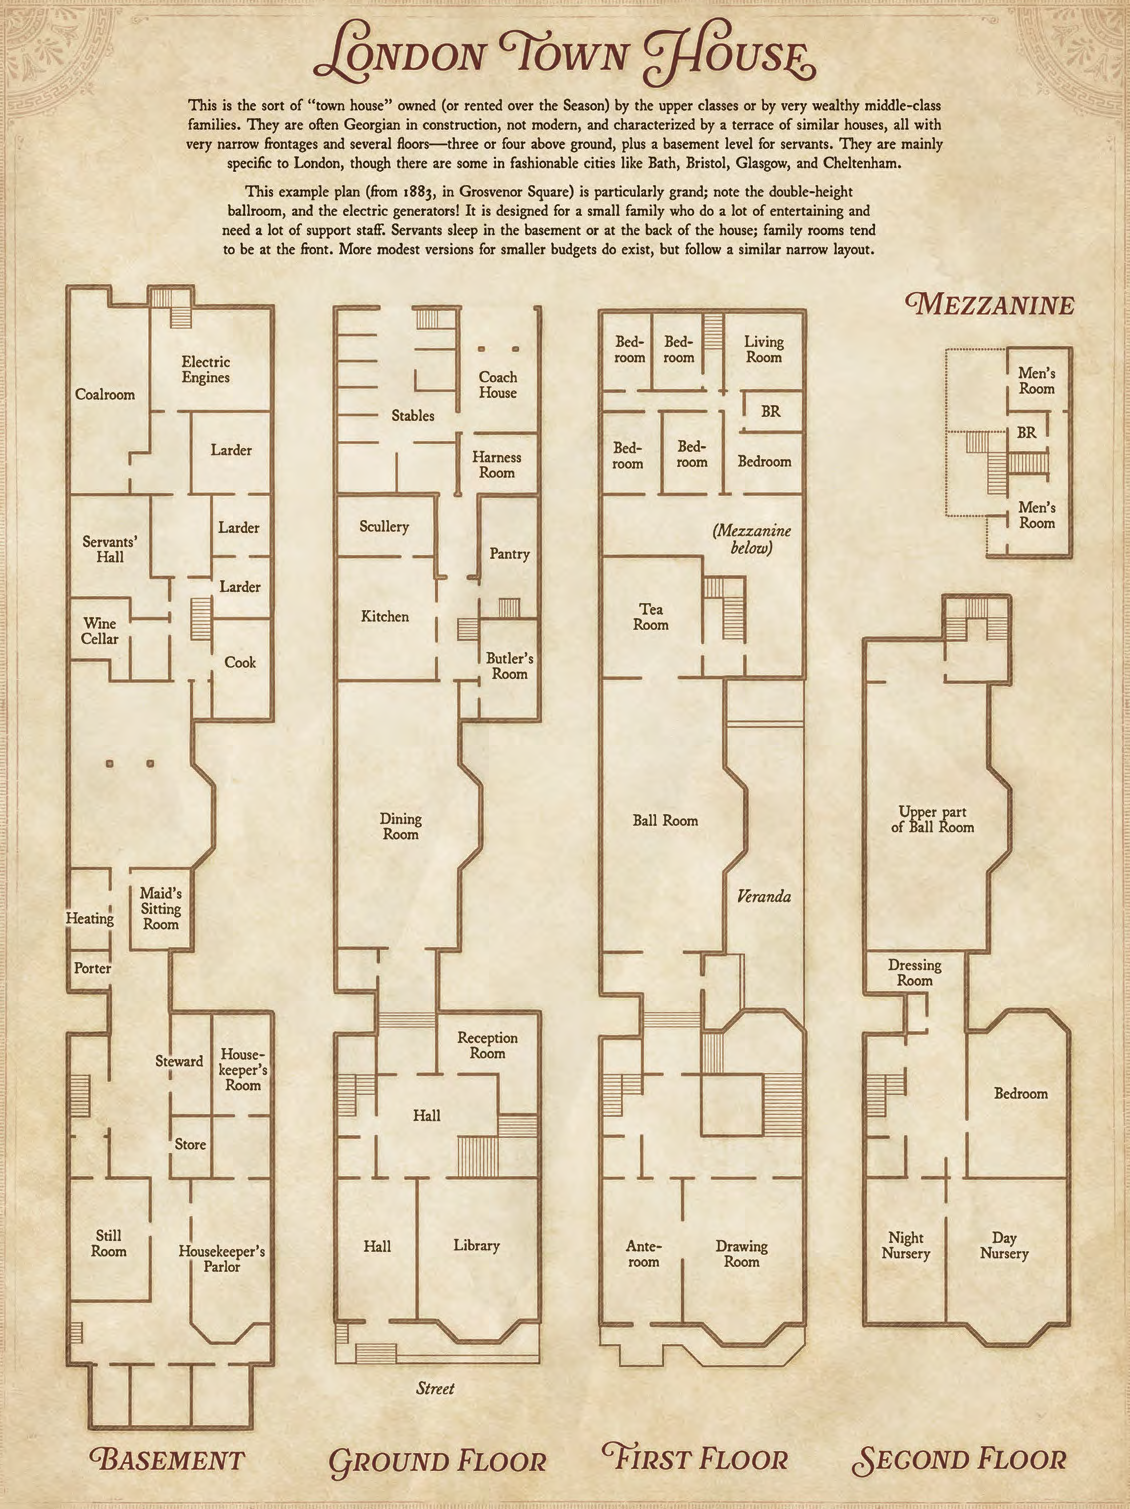 London Town House
This is the sort of “town house” owned (or rented over the Season) by the upper classes or by very wealthy middle-class
families. They are often Georgian in construction, not modern, and characterized by a terrace of similar houses, all with
very narrow frontages and several floors—three or four above ground, plus a basement level for servants. They are mainly
specific to London, though there are some in fashionable cities like Bath, Bristol, Glasgow, and Cheltenham.
This example plan (from 1883, in Grosvenor Square) is particularly grand; note the double-height
ballroom, and the electric generators! It is designed for a small family who do a lot of entertaining and
need a lot of support staff. Servants sleep in the basement or at the back of the house; family rooms tend
to be at the front. More modest versions for smaller budgets do exist, but follow a similar narrow layout.
Coalroom
Electric
Engines
Larder
Servants’
Hall
Larder
Larder
Wine
Cellar
Cook
Heating
Maid’s
Sitting
Room
Porter
Steward
House-
keeper’s
Room
Store
Still
Room
Housekeeper’s
Parlor
Basement
Coach
House
Stables
Harness
Room
Scullery
Pantry
Kitchen
Butler’s
Room
Dining
Room
Reception
Room
Hall
Hall
Library
Street
Ground Floor
Bed-
room
Bed-
room
Living
Room
BR
Bed-
room
Bed-
room
Bedroom
(Mezzanine
below)
Tea
Room
Ball Room
Veranda
Ante-
room
Drawing
Room
First Floor
Mezzanine
Men’s
Room
BR
Men’s
Room
Upper part
of Ball Room
Dressing
Room
Bedroom
Night
Nursery
Day
Nursery
Second Floor